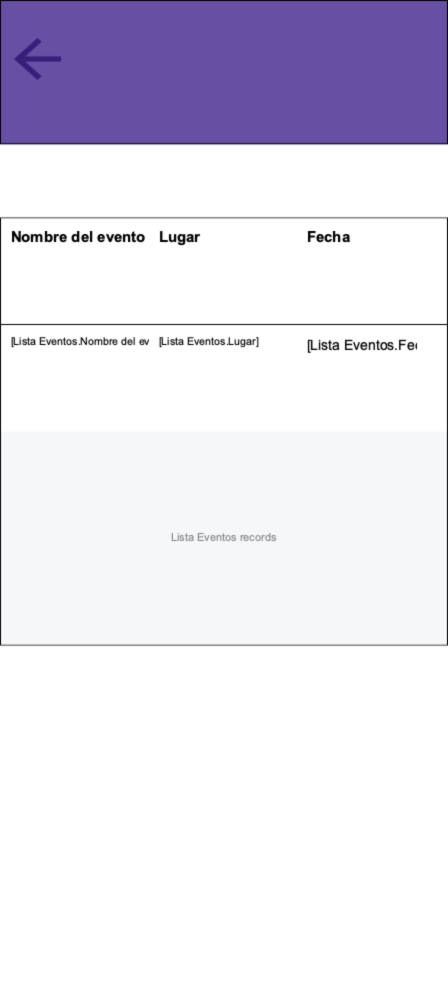 Nombre del evento Lugar Fecha
[Lista Eventos.Nombre del ev [Lista Eventos.Lugar] [Lista Eventos.Fe
Lista Eventos records